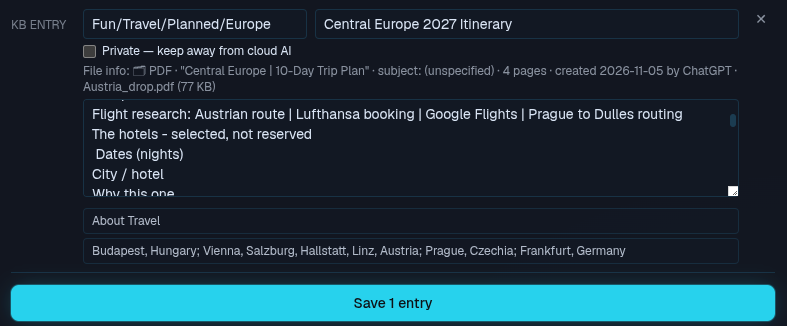 KB ENTRY
Fun/Travel/Planned/Europe
Central Europe 2027 Itinerary
×
Private — keep away from cloud AI
File info: PDF · "Central Europe | 10-Day Trip Plan" · subject: (unspecified) · 4 pages · created 2026-11-05 by ChatGPT ·
Austria_drop.pdf (77 KB)
Flight research: Austrian route | Lufthansa booking | Google Flights | Prague to Dulles routing
The hotels - selected, not reserved
Dates (nights)
City / hotel
Why this one
About Travel
Budapest, Hungary; Vienna, Salzburg, Hallstatt, Linz, Austria; Prague, Czechia; Frankfurt, Germany
Save 1 entry